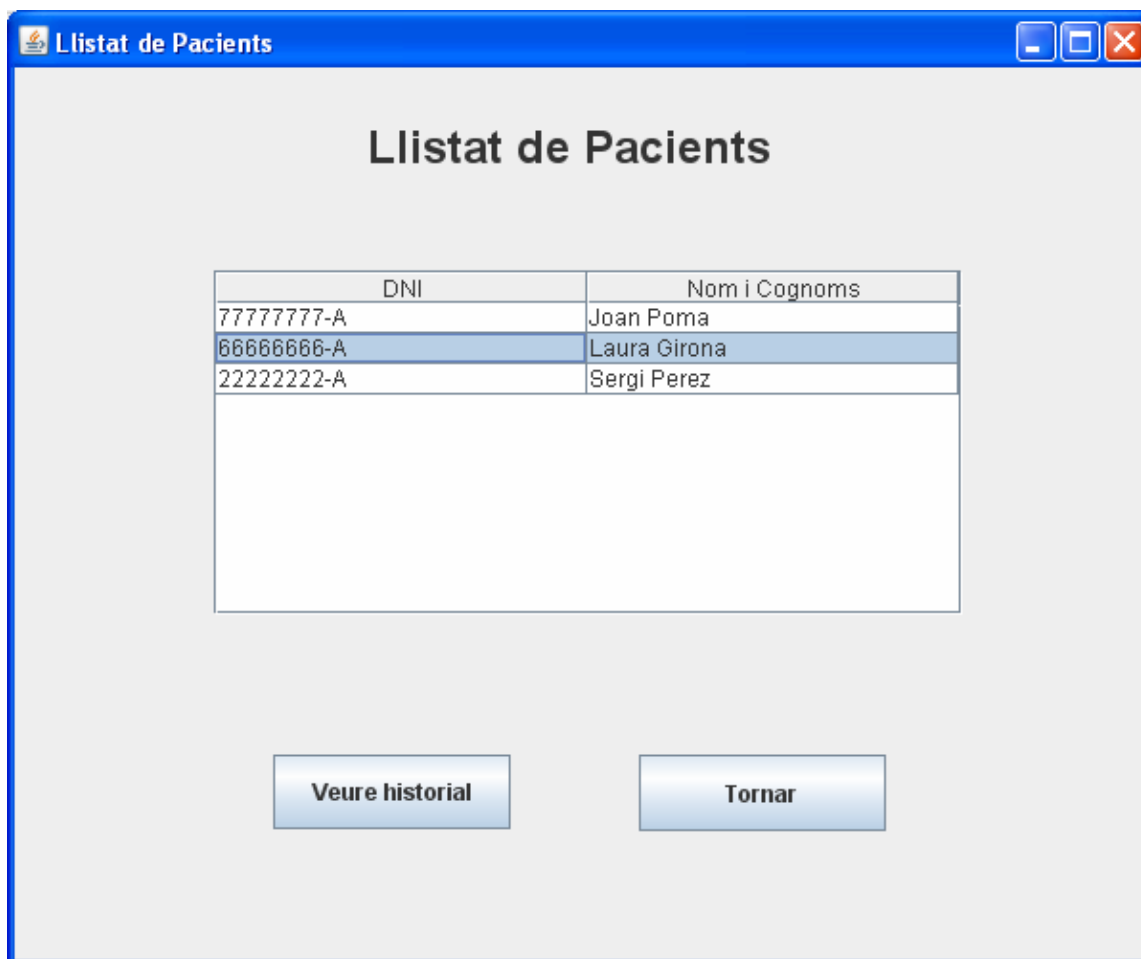 Llistat de Pacients
Llistat de Pacients
DNI Nom i Cognoms
77777777-A Joan Poma
66666666-A Laura Girona
22222222-A Sergi Perez
Veure historial Tornar